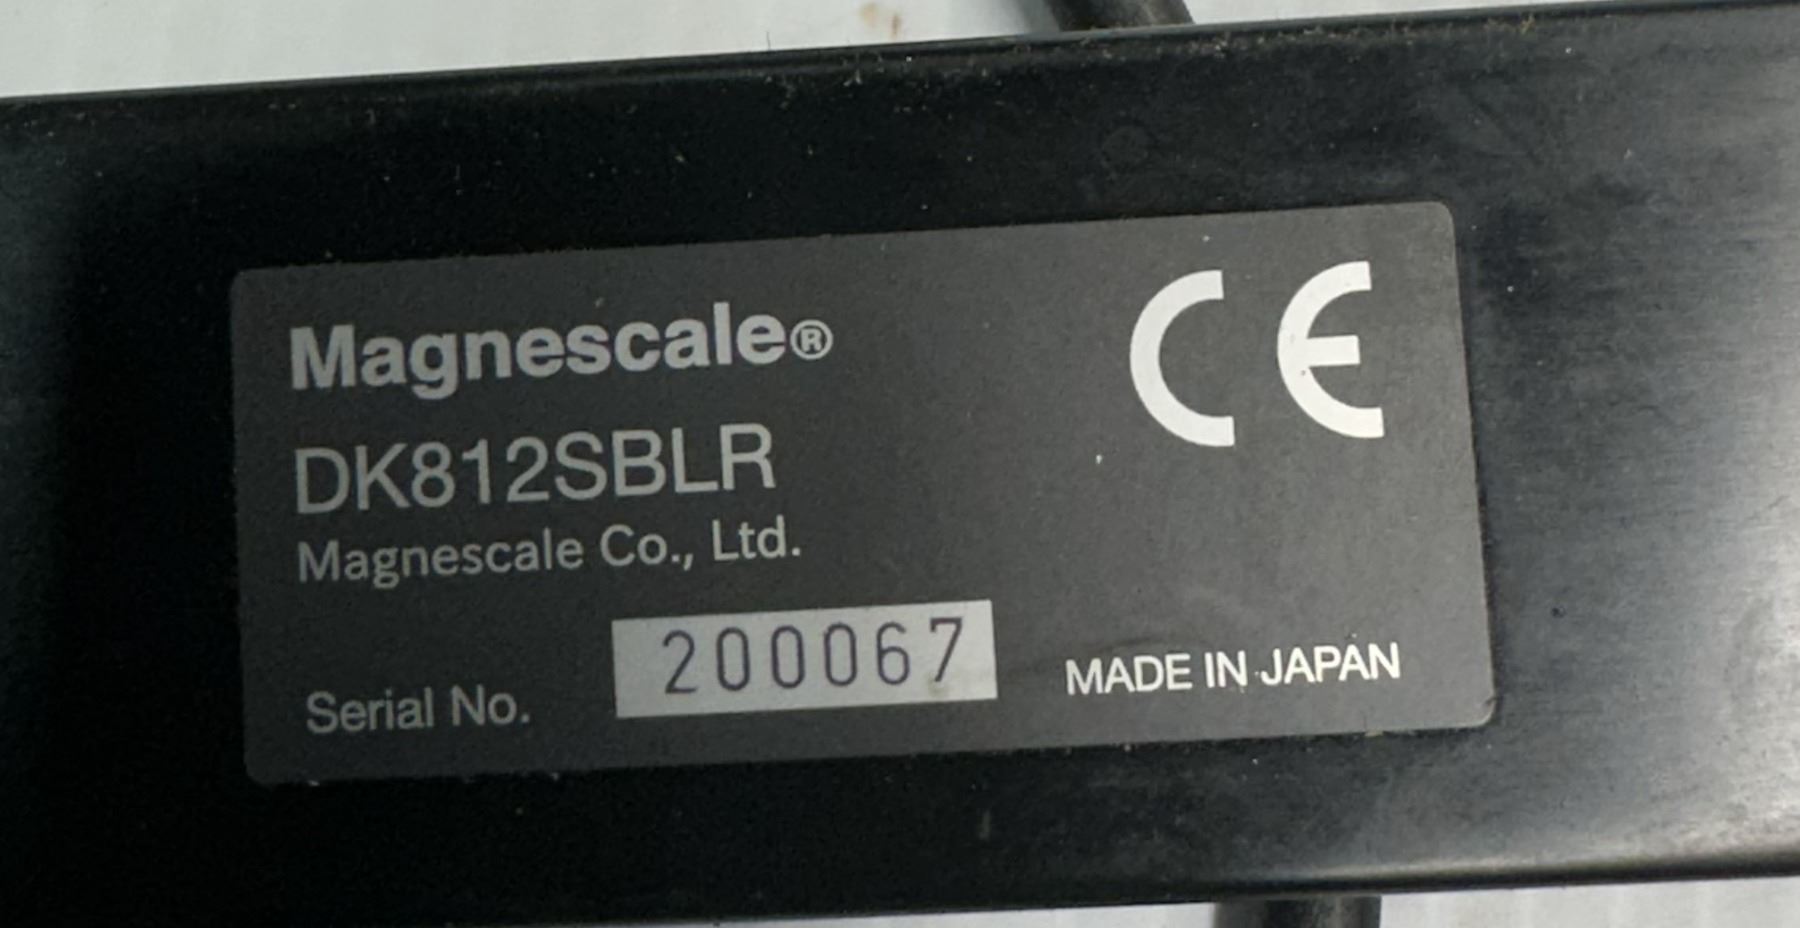 Magnescale®
CE
DK812SBLR
Magnescale Co., Ltd.
Serial No. 200067 MADE IN JAPAN